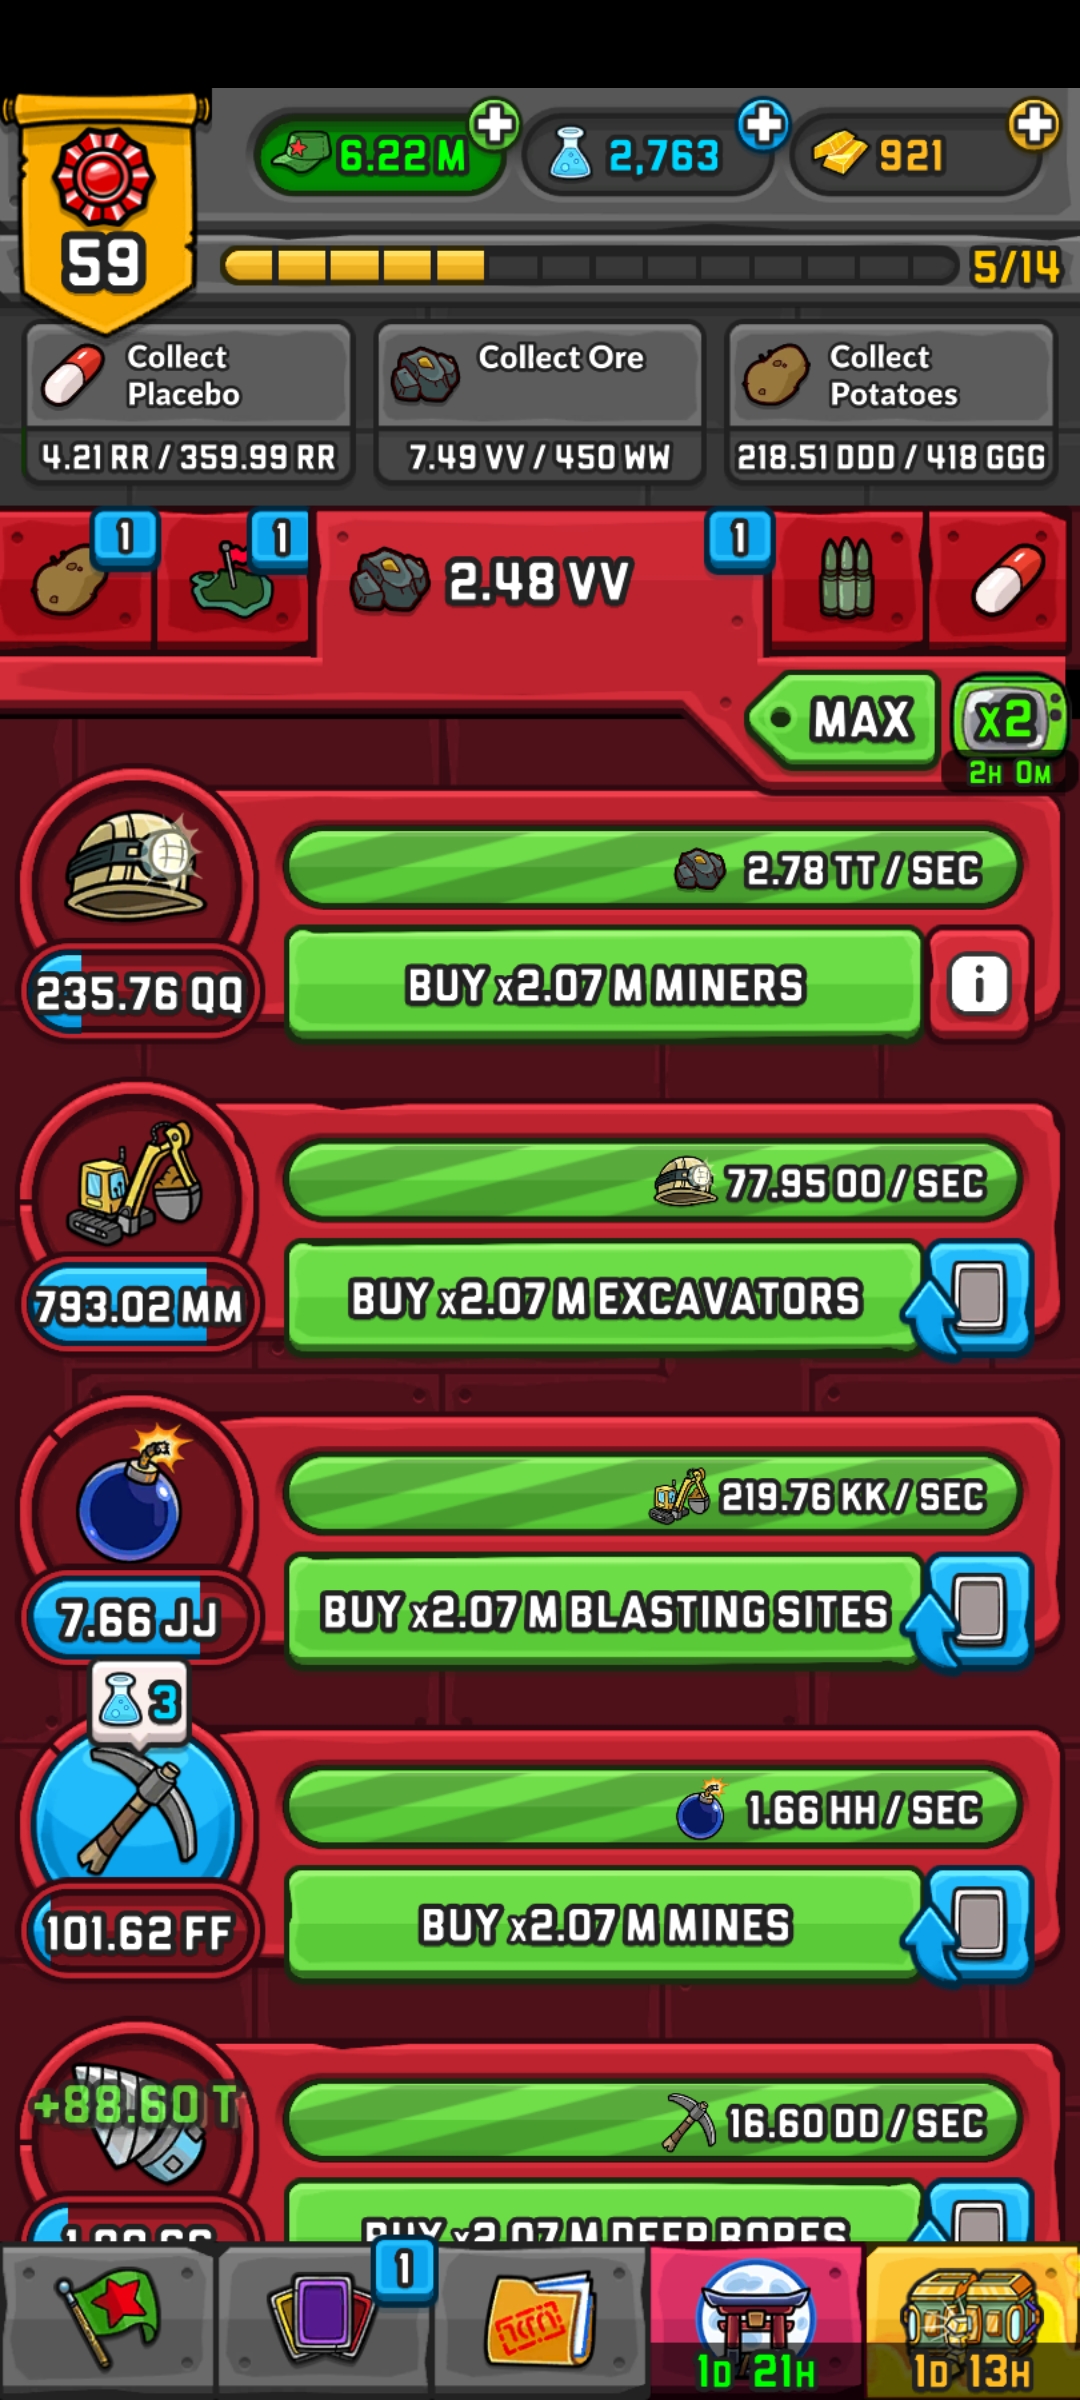 6.22 M
2,763
921
59
5/14
Collect
Placebo
4.21 RR / 359.99 RR
Collect Ore
7.49 VV / 450 WW
Collect
Potatoes
218.51 DDD / 418 GGG
1
1
2.48 VV
1
MAX
x2
2H 0M
2.78 TT / SEC
235.76 QQ
BUY x2.07 M MINERS
i
77.95 OO / SEC
793.02 MM
BUY x2.07 M EXCAVATORS
219.76 KK / SEC
7.66 JJ
BUY x2.07 M BLASTING SITES
3
1.66 HH / SEC
101.62 FF
BUY x2.07 M MINES
+88.60 T
16.60 DD / SEC
BUY x2.07 M DEEP BORES
1
1D 21H
1D 13H